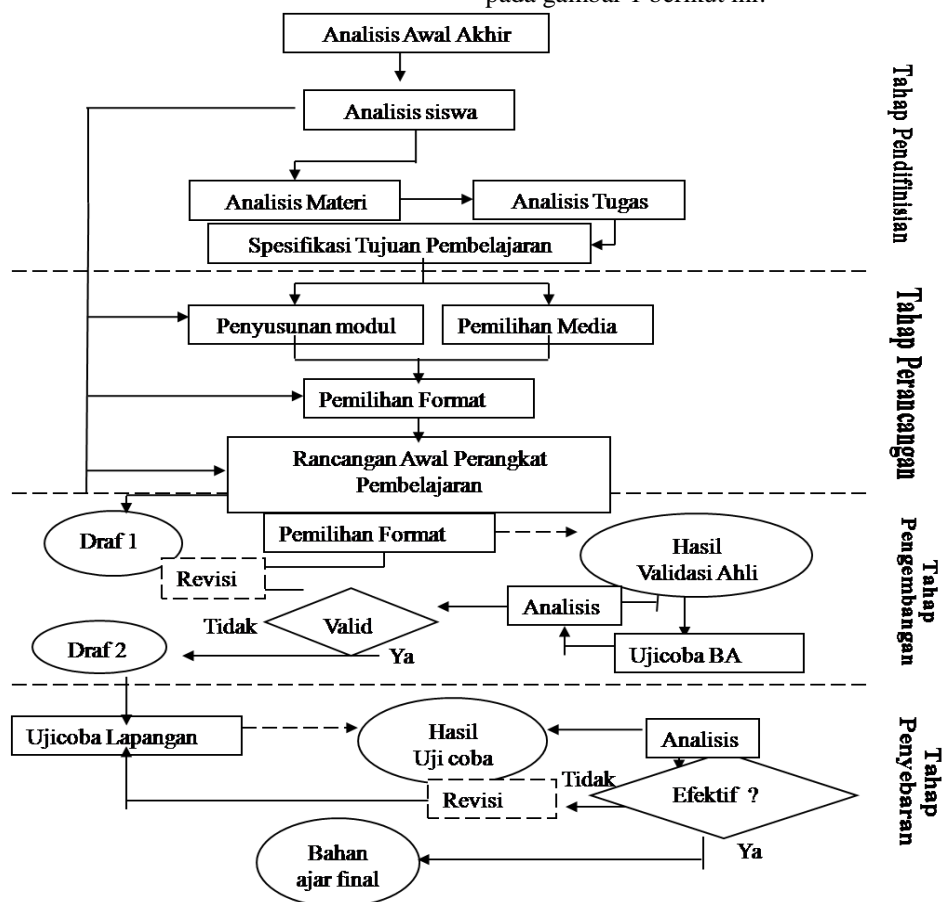 pada gambar 1 berikut ini.
Analisis Awal Akhir
Analisis siswa
Analisis Materi
Analisis Tugas
Spesifikasi Tujuan Pembelajaran
Tahap Pendifinisian
Penyusunan modul
Pemilihan Media
Pemilihan Format
Rancangan Awal Perangkat
Pembelajaran
Tahap Perancangan
Draf 1
Pemilihan Format
Hasil
Validasi Ahli
Revisi
Analisis
Tidak
Valid
Draf 2
Ya
Ujicoba BA
Tahap
Pengembangan
Ujicoba Lapangan
Hasil
Uji coba
Analisis
Tidak
Revisi
Efektif ?
Ya
Bahan
ajar final
Tahap
Penyebaran